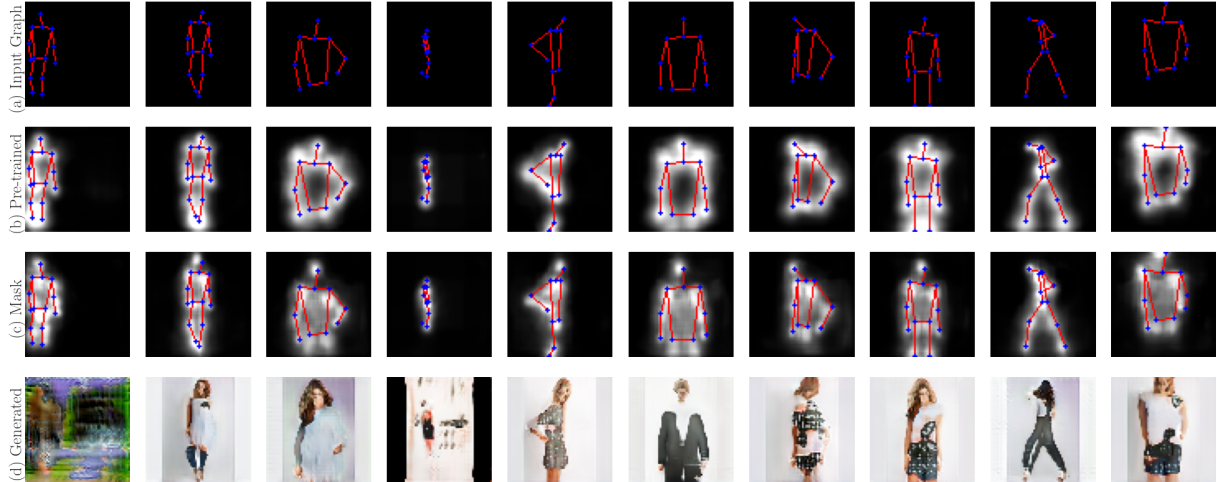 (a) Input Graph
(b) Pre-trained
(c) Mask
(d) Generated